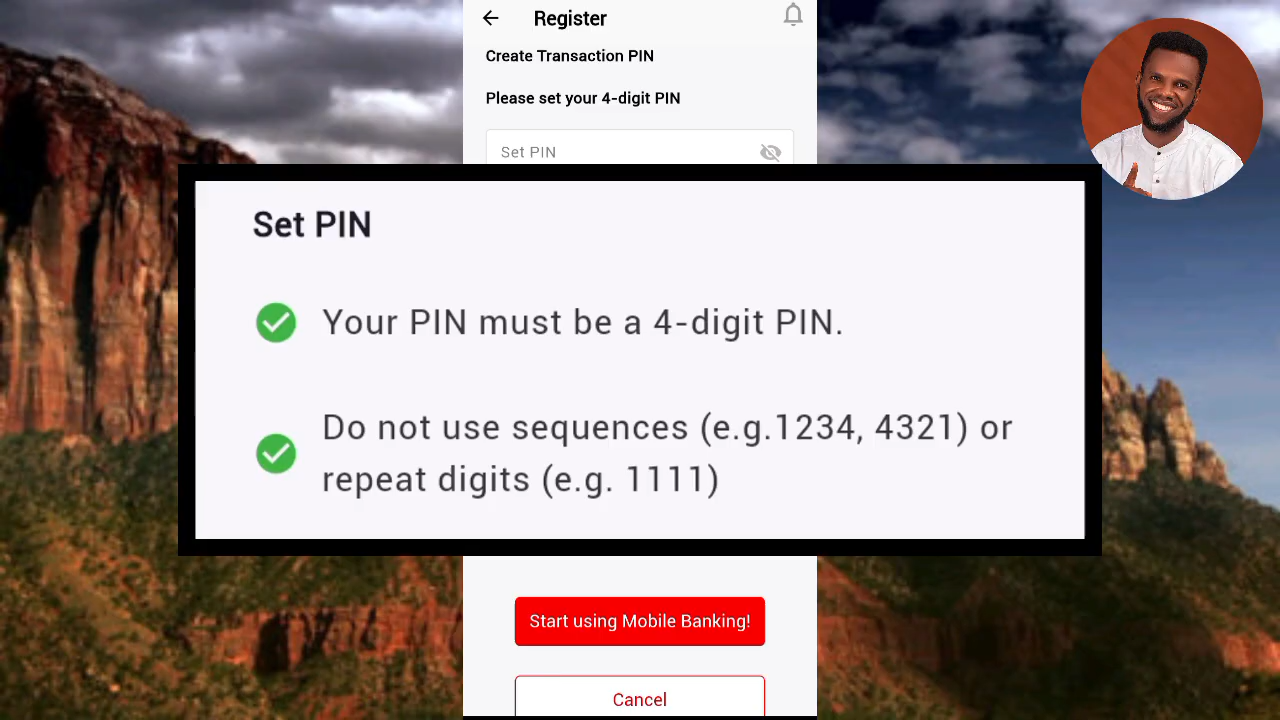 Register
Create Transaction PIN
Please set your 4-digit PIN
Set PIN
Set PIN
Your PIN must be a 4-digit PIN.
Do not use sequences (e.g.1234, 4321) or
repeat digits (e.g. 1111)
Start using Mobile Banking!
Cancel